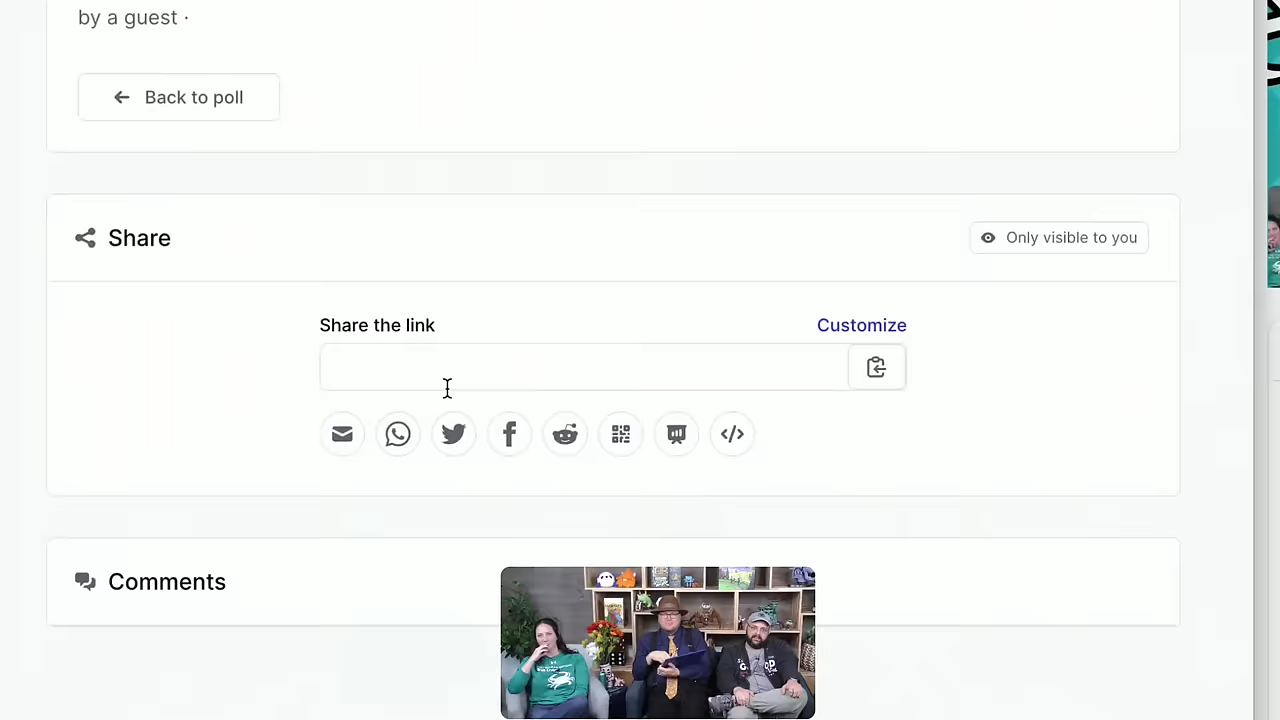 by a guest ·
Back to poll
Share
Only visible to you
Share the link
Customize
Comments